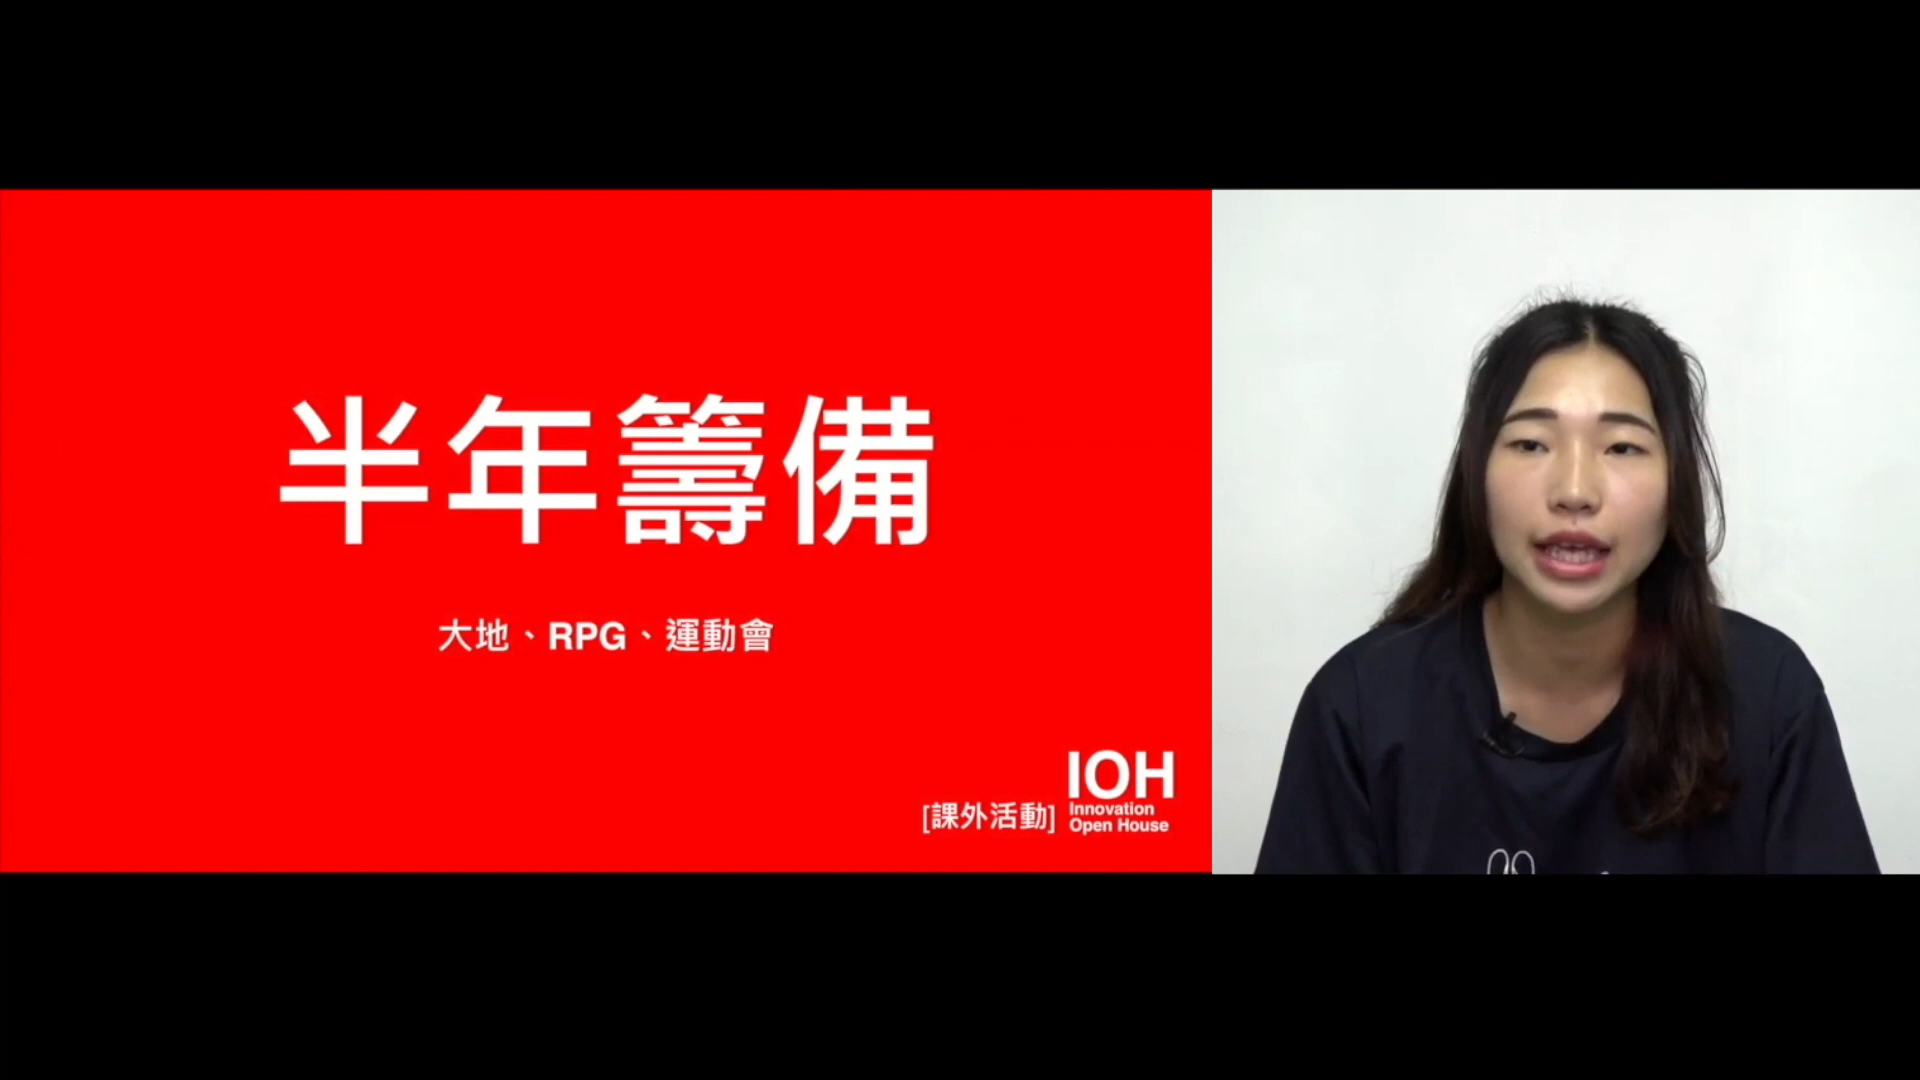 半年籌備
大地、RPG、運動會
[課外活動]
IOH
Innovation
Open House